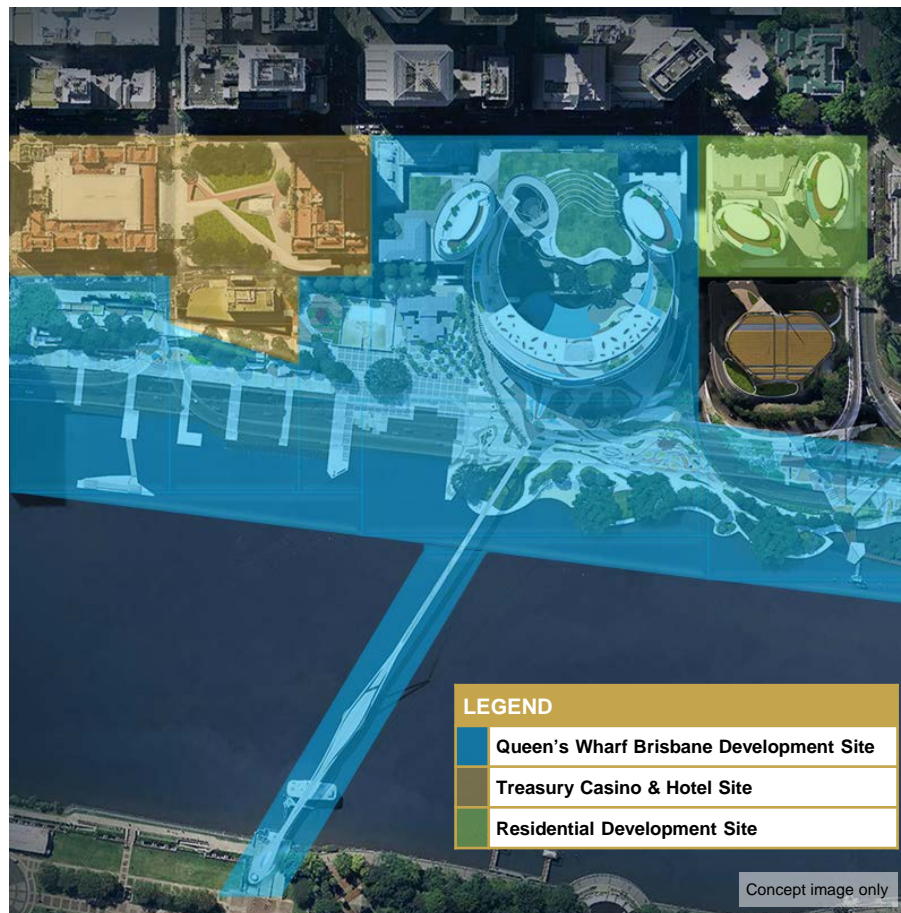 LEGEND
Queen's Wharf Brisbane Development Site
Treasury Casino & Hotel Site
Residential Development Site
Concept image only